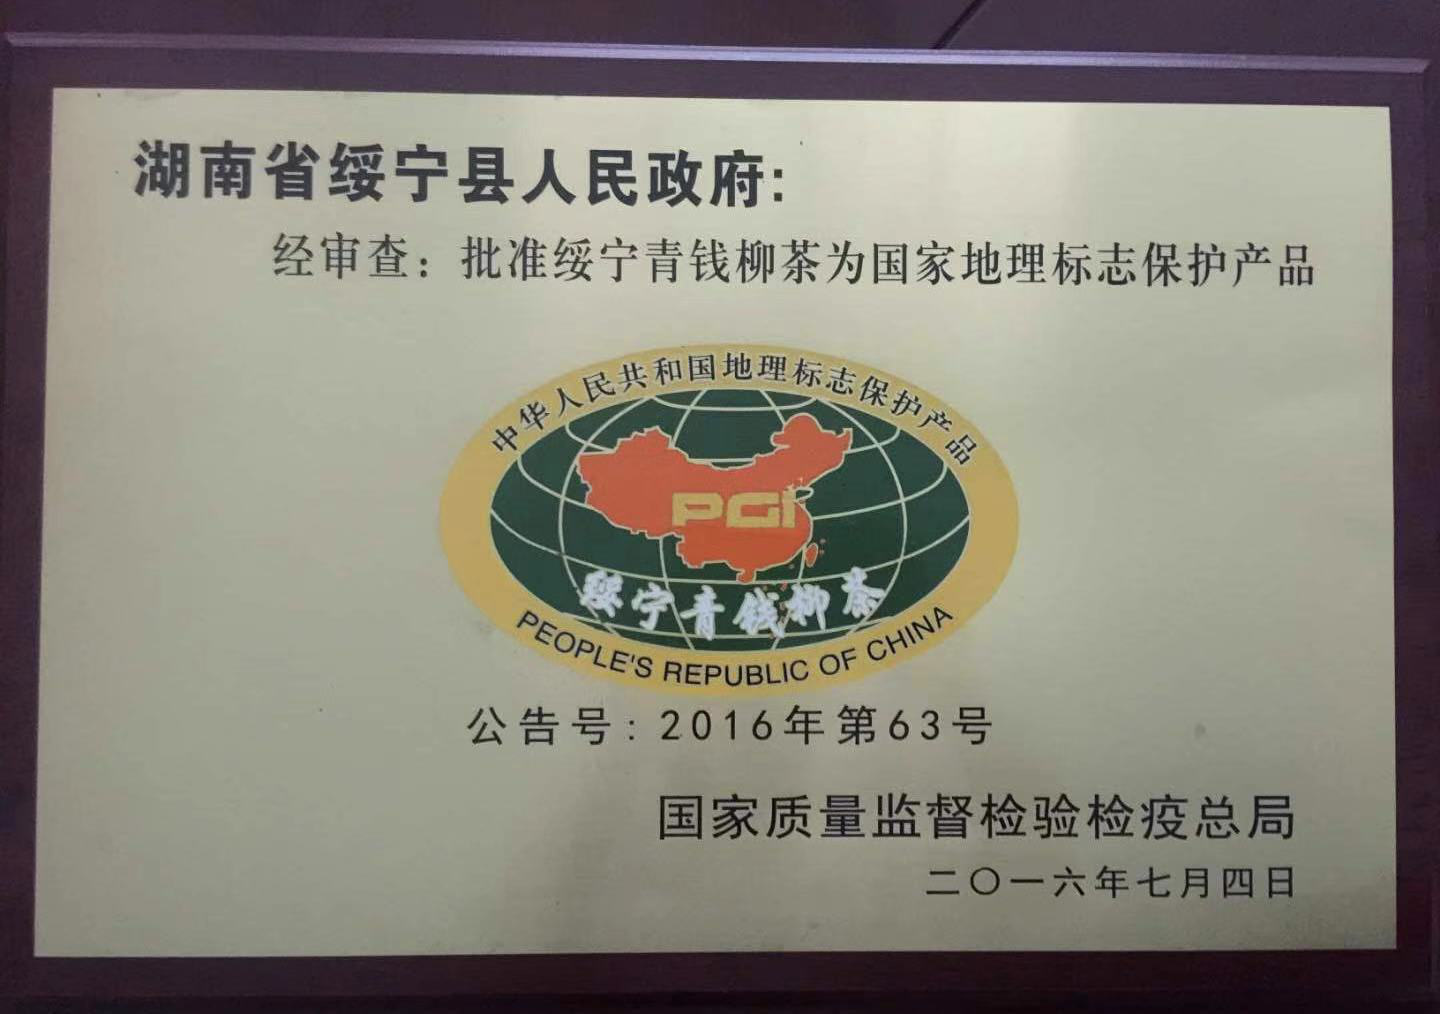 湖南省绥宁县人民政府:
经审查：批准绥宁青钱柳茶为国家地理标志保护产品
中华人民共和国地理标志保护产品
PGI
绥宁青钱柳茶
PEOPLE'S REPUBLIC OF CHINA
公告号: 2016年第63号
国家质量监督检验检疫总局
二〇一六年七月四日